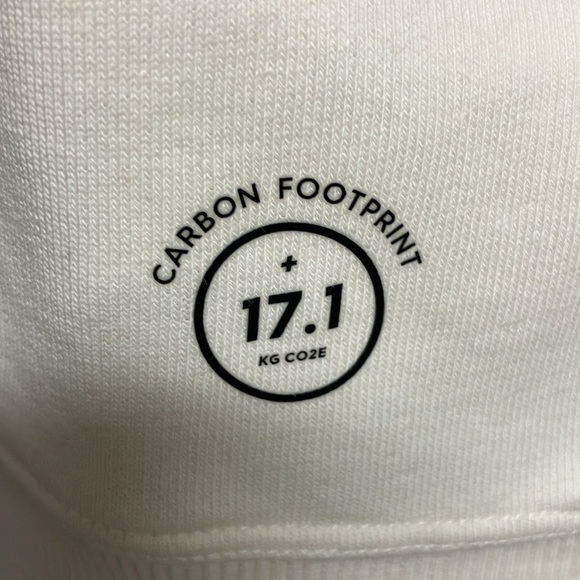 CARBON FOOTPRINT
+
17.1
KG CO2E